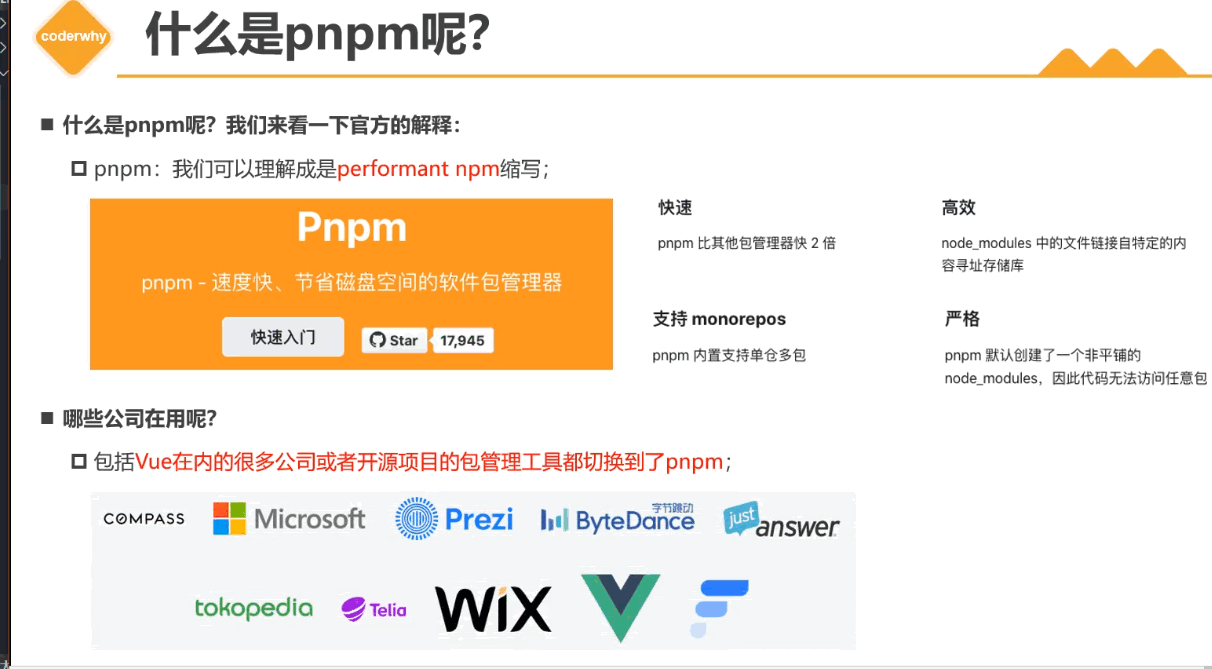 coderwhy
什么是pnpm呢？
什么是pnpm呢？我们来看一下官方的解释：
pnpm：我们可以理解成是performant npm缩写；
Pnpm
pnpm - 速度快、节省磁盘空间的软件包管理器
快速入门
Star
17,945
快速
pnpm 比其他包管理器快 2 倍
高效
node_modules 中的文件链接自特定的内
容寻址存储库
支持 monorepos
pnpm 内置支持单仓多包
严格
pnpm 默认创建了一个非平铺的
node_modules，因此代码无法访问任意包
哪些公司在用呢？
包括Vue在内的很多公司或者开源项目的包管理工具都切换到了pnpm；
COMPASS
Microsoft
Prezi
字节跳动
ByteDance
just
answer
tokopedia
Telia
WiX